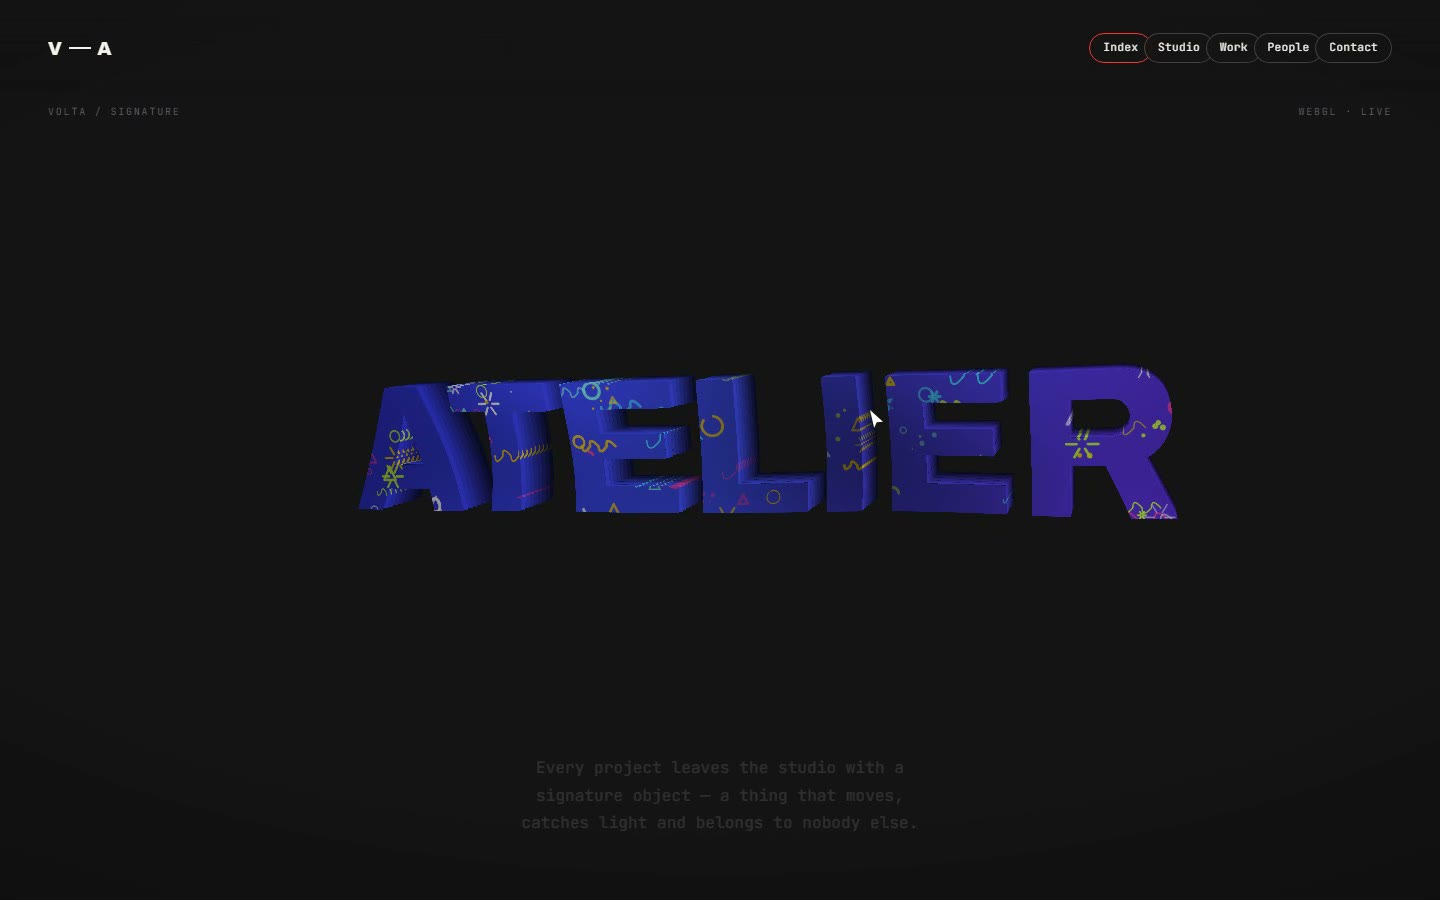 V — A
Index Studio Work People Contact
VOLTA / SIGNATURE
WEBGL · LIVE
ATELIER
Every project leaves the studio with a
signature object — a thing that moves,
catches light and belongs to nobody else.